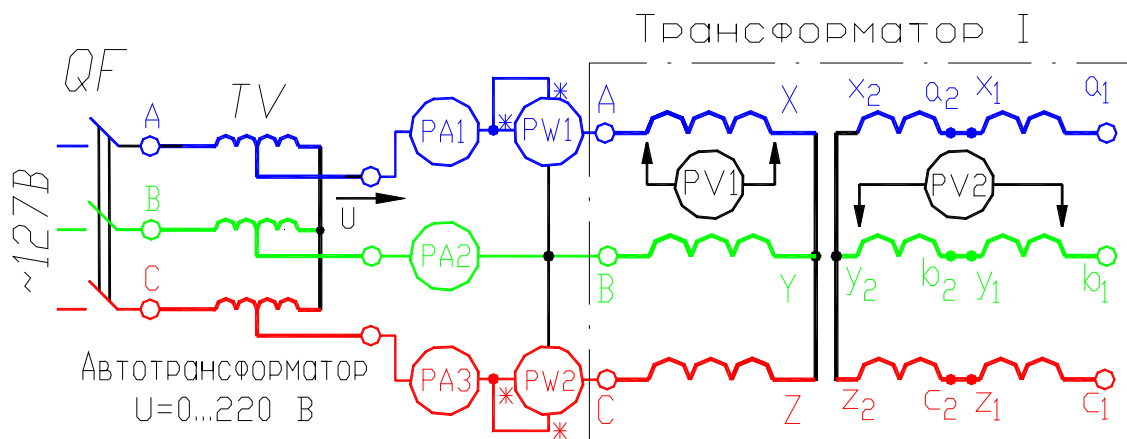 Трансформатор I
QF
TV
A
B
C
~127В
U
Автотрансформатор
U=0...220 В
PA1
PA2
PA3
*
*
PW1
*
*
PW2
A
X
B
Y
C
Z
PV1
PV2
x2 a2 x1 a1
y2 b2 y1 b1
z2 c2 z1 c1